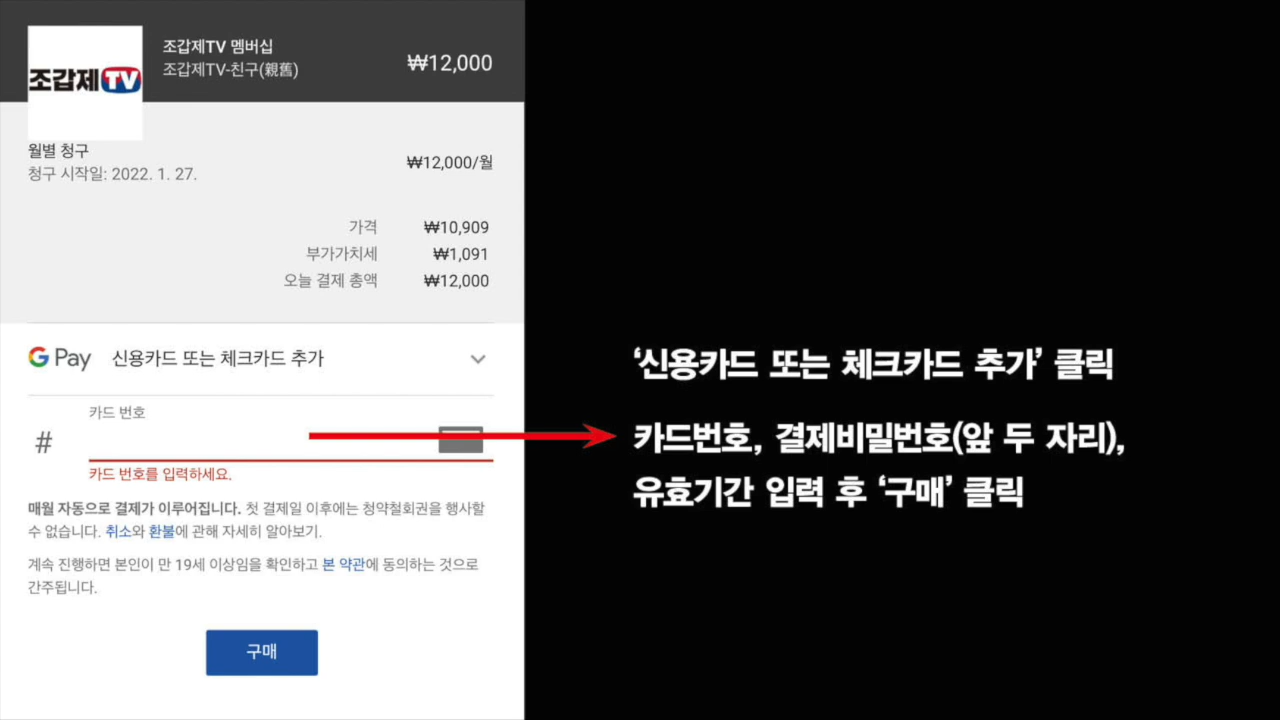 조갑제TV
조갑제TV 멤버십
조갑제TV-친구(親舊)
₩12,000
월별 청구
청구 시작일: 2022. 1. 27.
₩12,000/월
가격 ₩10,909
부가가치세 ₩1,091
오늘 결제 총액 ₩12,000
G Pay 신용카드 또는 체크카드 추가
카드 번호
#
카드 번호를 입력하세요.
매월 자동으로 결제가 이루어집니다. 첫 결제일 이후에는 청약철회권을 행사할
수 없습니다. 취소와 환불에 관해 자세히 알아보기.
계속 진행하면 본인이 만 19세 이상임을 확인하고 본 약관에 동의하는 것으로
간주됩니다.
구매
‘신용카드 또는 체크카드 추가’ 클릭
카드번호, 결제비밀번호(앞 두 자리),
유효기간 입력 후 ‘구매’ 클릭